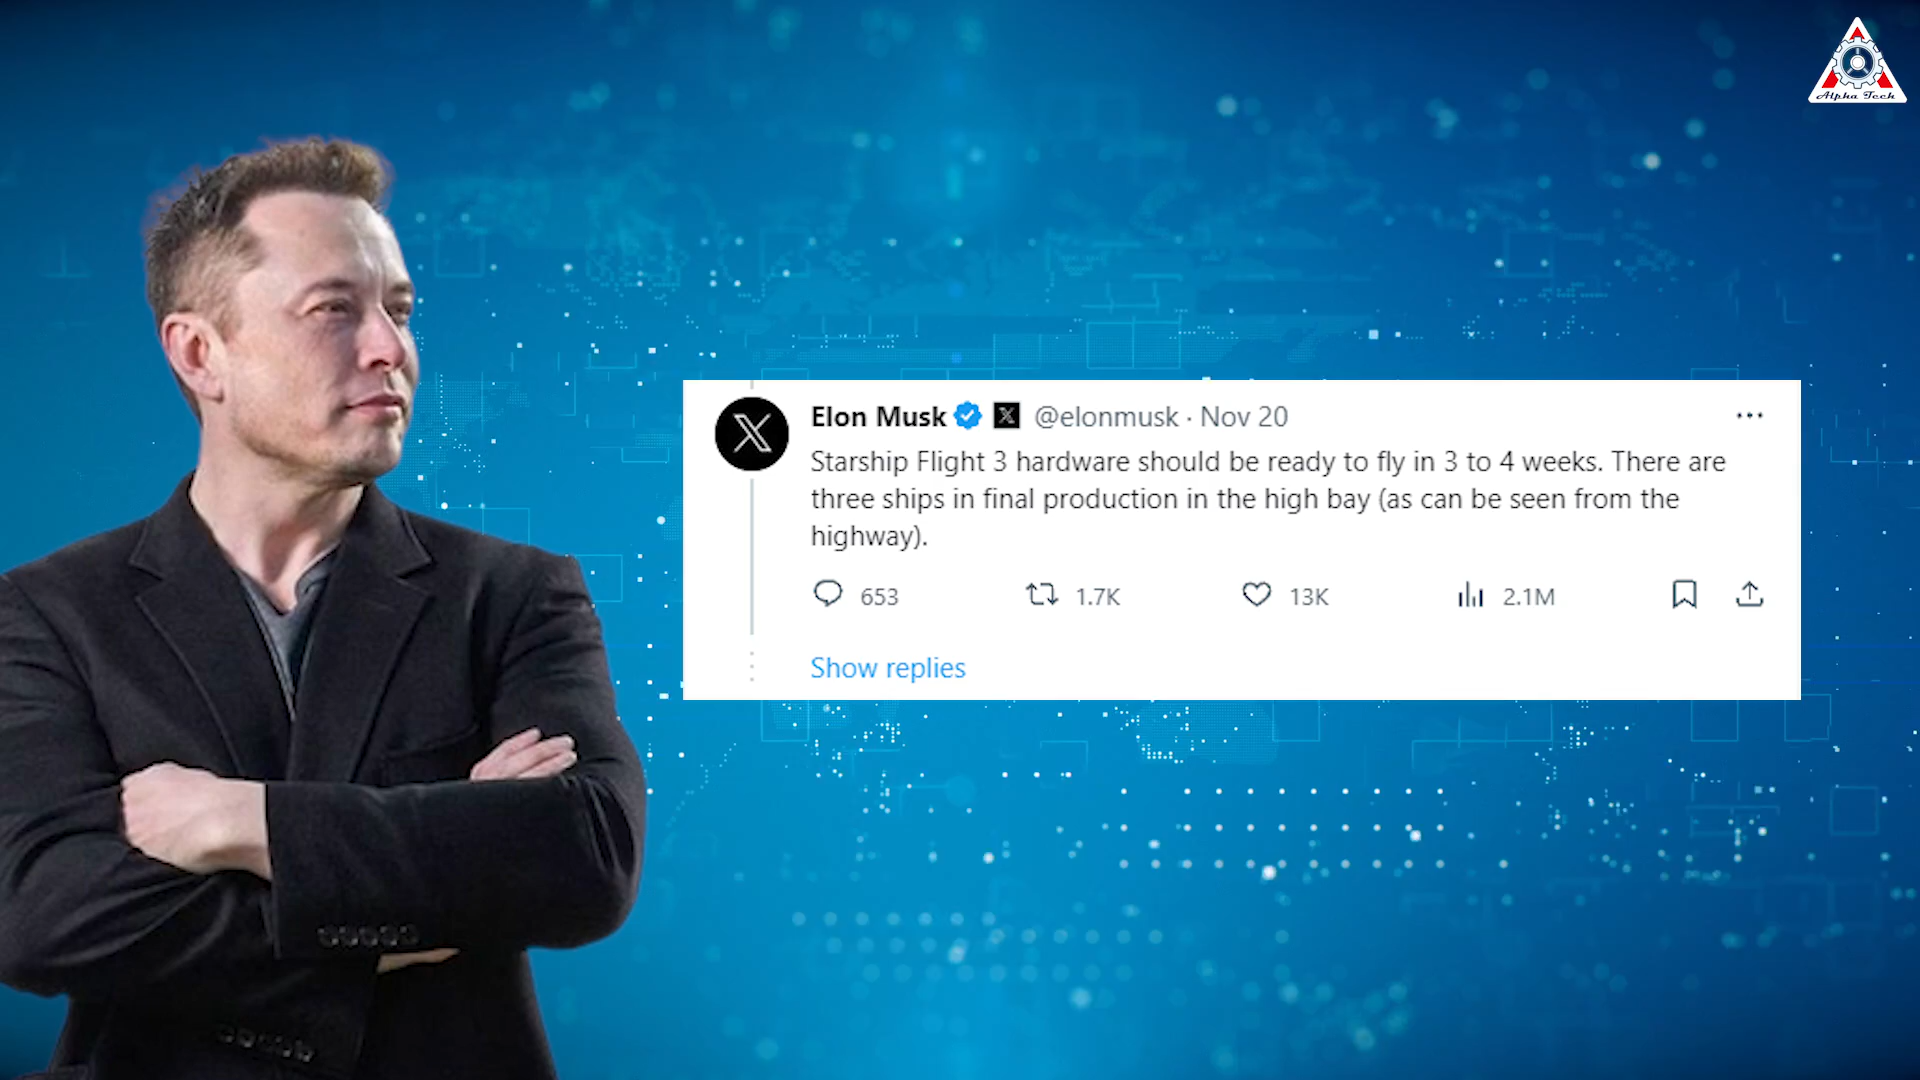 Alpha Tech
Elon Musk @elonmusk · Nov 20
Starship Flight 3 hardware should be ready to fly in 3 to 4 weeks. There are
three ships in final production in the high bay (as can be seen from the
highway).
653 1.7K 13K 2.1M
Show replies